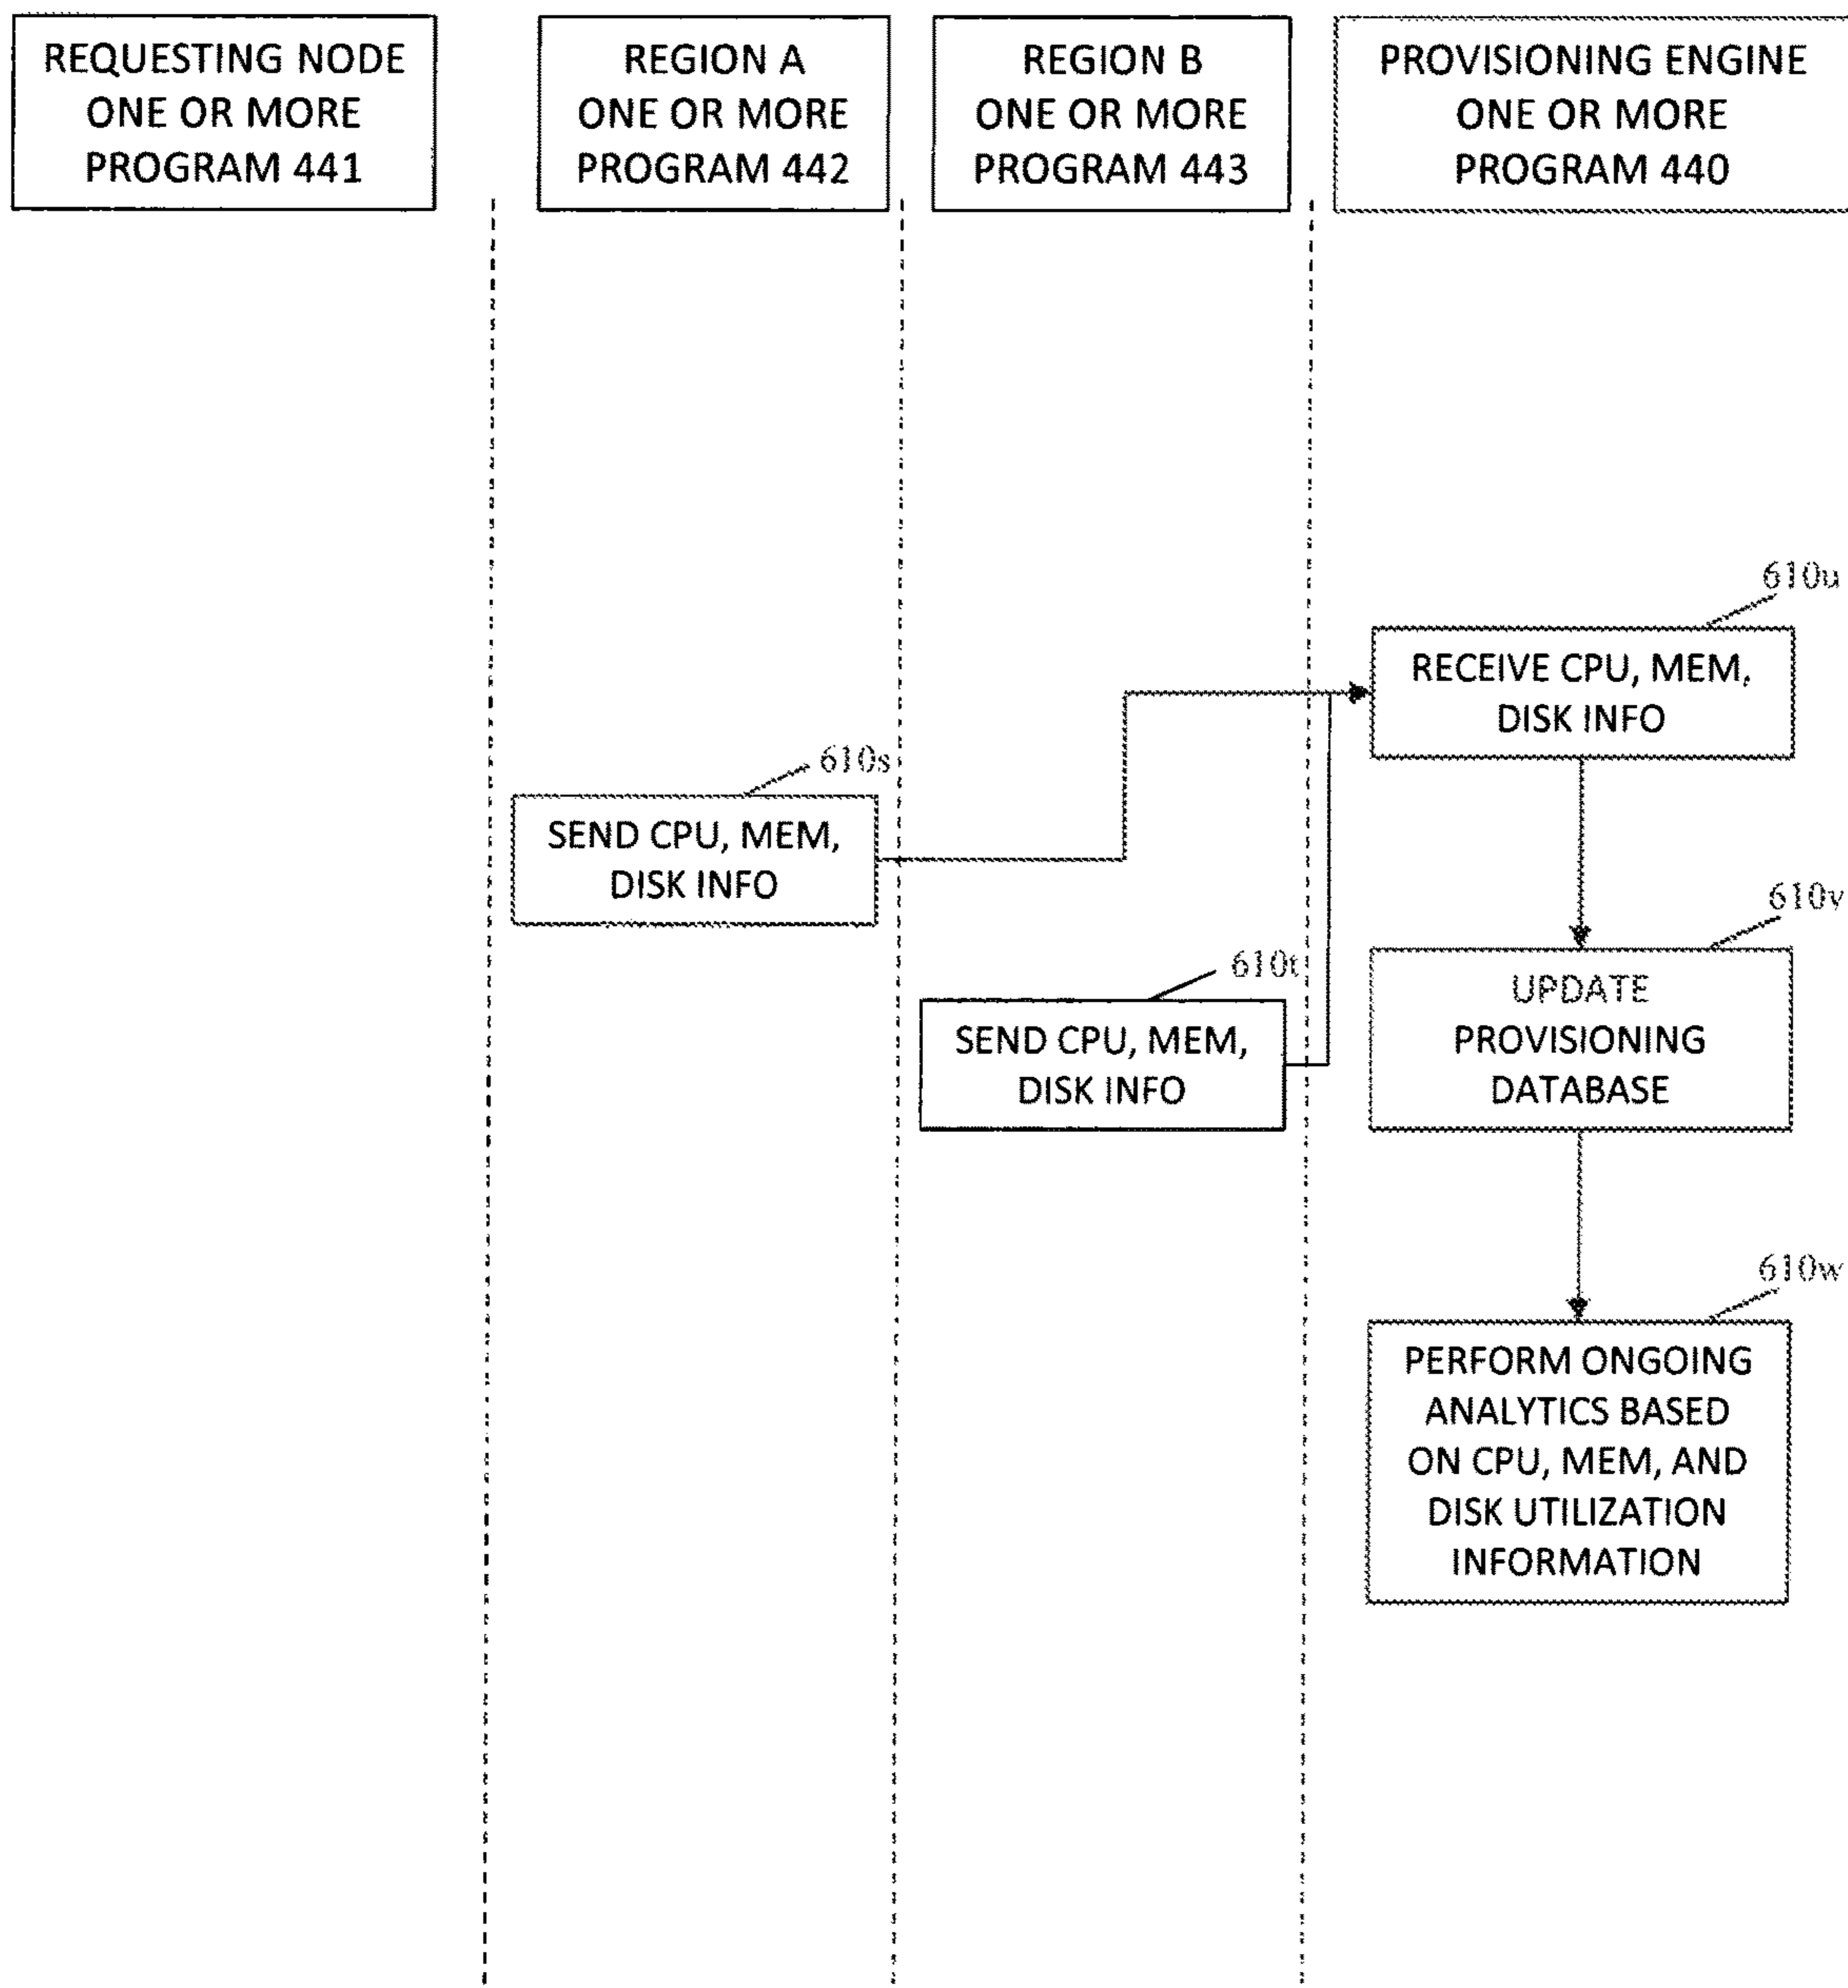 REQUESTING NODE
ONE OR MORE
PROGRAM 441
REGION A
ONE OR MORE
PROGRAM 442
REGION B
ONE OR MORE
PROGRAM 443
PROVISIONING ENGINE
ONE OR MORE
PROGRAM 440
610u
RECEIVE CPU, MEM,
DISK INFO
610s
SEND CPU, MEM,
DISK INFO
610t
SEND CPU, MEM,
DISK INFO
610v
UPDATE
PROVISIONING
DATABASE
610w
PERFORM ONGOING
ANALYTICS BASED
ON CPU, MEM, AND
DISK UTILIZATION
INFORMATION